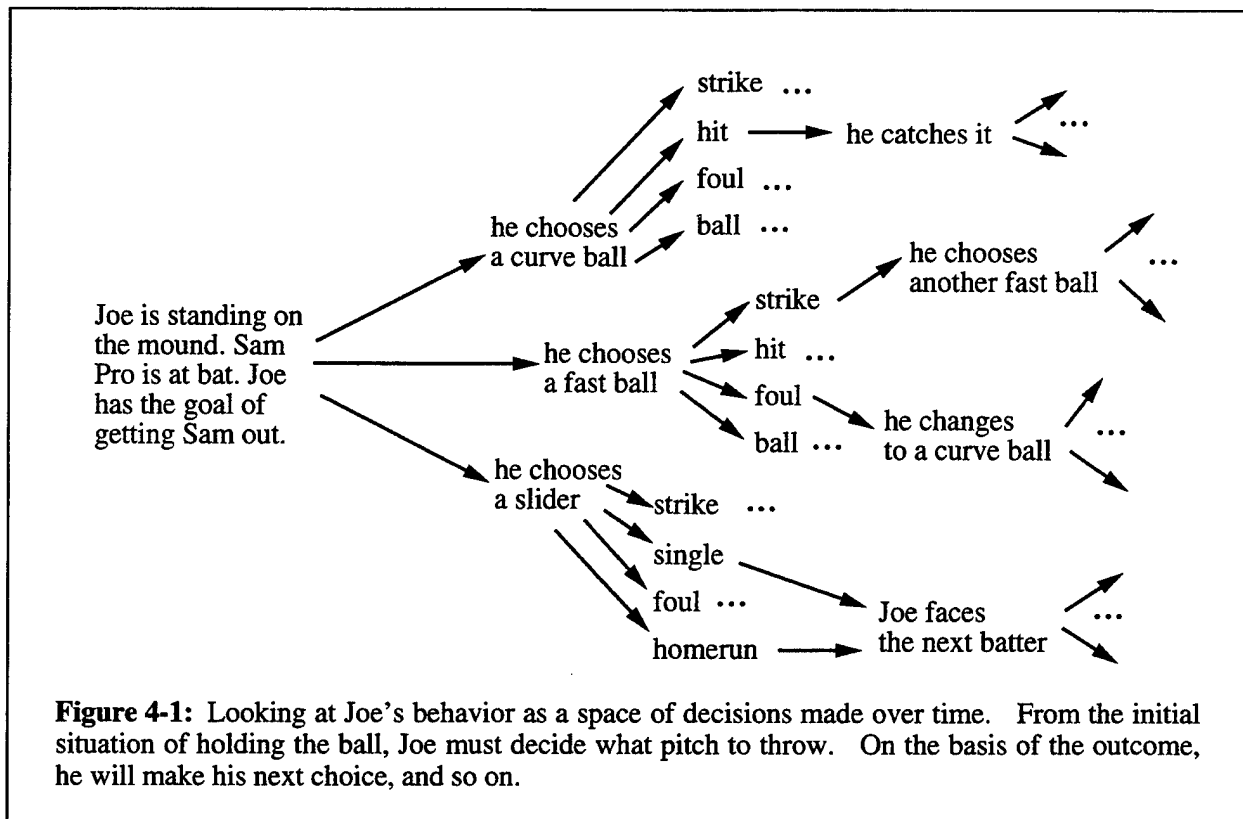 strike ...
hit
he catches it
...
foul ...
ball ...
he chooses
a curve ball
he chooses
another fast ball
...
strike
Joe is standing on
the mound. Sam
Pro is at bat. Joe
has the goal of
getting Sam out.
he chooses
a fast ball
hit ...
foul
ball ...
he changes
to a curve ball
...
he chooses
a slider
strike ...
single
foul ...
homerun
Joe faces
the next batter
...
Figure 4-1: Looking at Joe's behavior as a space of decisions made over time. From the initial
situation of holding the ball, Joe must decide what pitch to throw. On the basis of the outcome,
he will make his next choice, and so on.